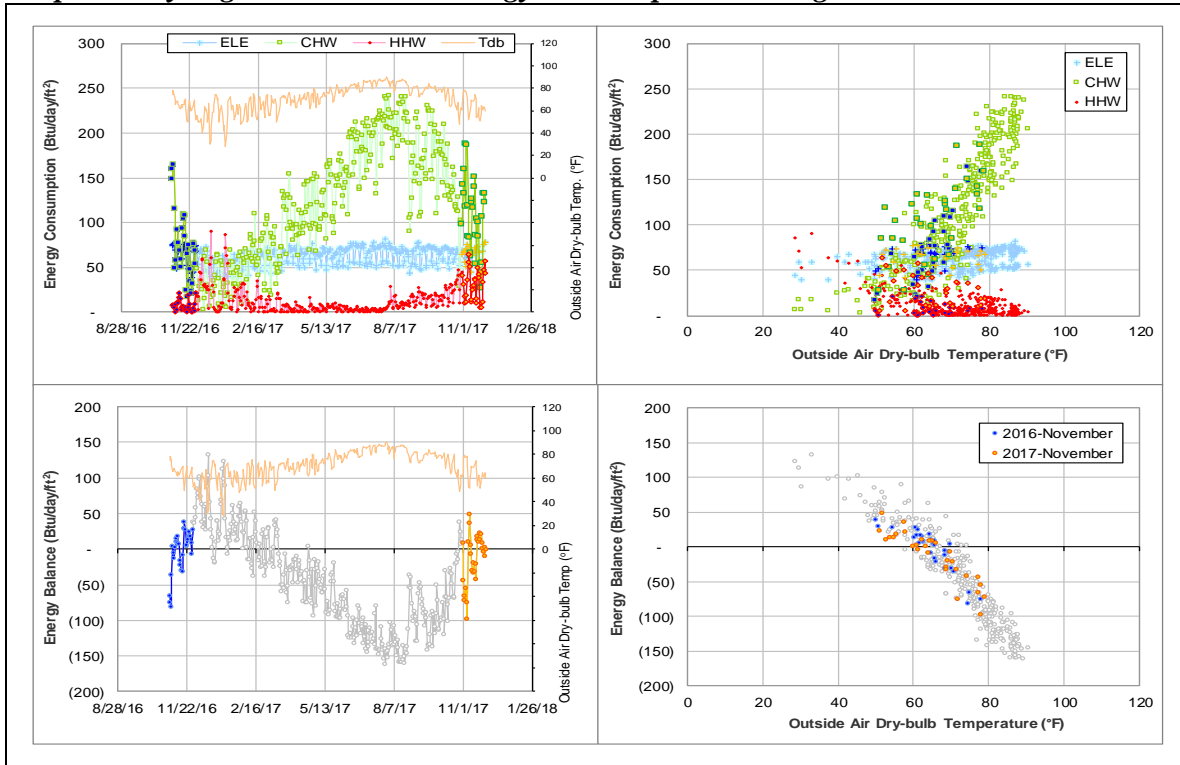 ELE CHW HHW Tdb
300
250
200
150
100
50
-
Energy Consumption (Btu/day/ft²)
120
100
80
60
40
20
0
Outside Air Dry-bulb Temp. (°F)
8/28/16 11/22/16 2/16/17 5/13/17 8/7/17 11/1/17 1/26/18
ELE
CHW
HHW
300
250
200
150
100
50
-
Energy Consumption (Btu/day/ft²)
0 20 40 60 80 100 120
Outside Air Dry-bulb Temperature (°F)
200
150
100
50
-
(50)
(100)
(150)
(200)
Energy Balance (Btu/day/ft²)
120
100
80
60
40
20
0
Outside Air Dry-bulb Temp (°F)
8/28/16 11/22/16 2/16/17 5/13/17 8/7/17 11/1/17 1/26/18
2016-November
2017-November
200
150
100
50
-
(50)
(100)
(150)
(200)
Energy Balance (Btu/day/ft²)
0 20 40 60 80 100 120
Outside Air Dry-bulb Temperature (°F)